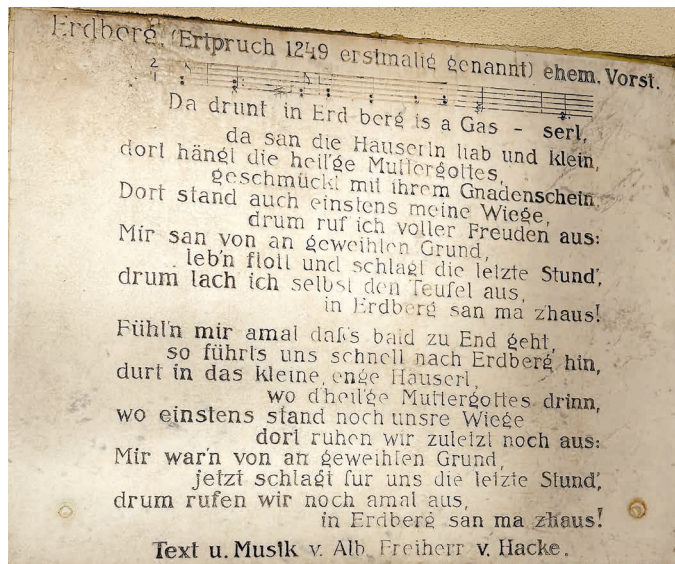 Erdberg. (Ertpruch 1249 erstmalig genannt) ehem. Vorst.
2
Da drunt in Erd berg is a Gas - serl,
da san die Hauserln liab und klein,
dort hängt die heil'ge Muttergottes,
geschmückt mit ihrem Gnadenschein,
Dort stand auch einstens meine Wiege,
drum ruf ich voller Freuden aus:
Mir san von an geweihten Grund,
leb'n flott und schlagt die letzte Stund',
drum lach ich selbst den Teufel aus,
in Erdberg san ma z'haus!
Fühl'n mir amal daß's bald zu End geht,
so führts uns schnell nach Erdberg hin,
durt in das kleine, enge Hauserl,
wo d'heil'ge Muttergottes drinn,
wo einstens stand noch unsre Wiege
dort ruhen wir zuletzt noch aus:
Mir war'n von an geweihten Grund,
jetzt schlagt fur uns die letzte Stund',
drum rufen wir noch amal aus,
in Erdberg san ma zhaus!
Text u. Musik v. Alb. Freiherr v. Hacke.